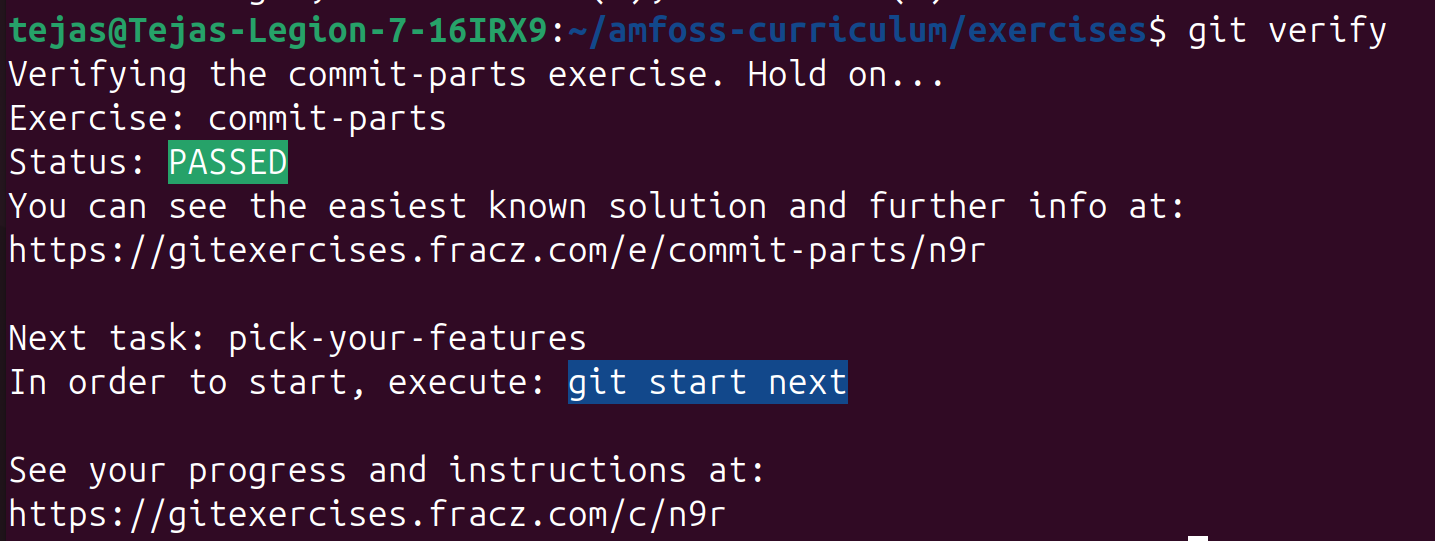 tejas@Tejas-Legion-7-16IRX9:~/amfoss-curriculum/exercises$ git verify
Verifying the commit-parts exercise. Hold on...
Exercise: commit-parts
Status: PASSED
You can see the easiest known solution and further info at:
https://gitexercises.fracz.com/e/commit-parts/n9r
Next task: pick-your-features
In order to start, execute: git start next
See your progress and instructions at:
https://gitexercises.fracz.com/c/n9r